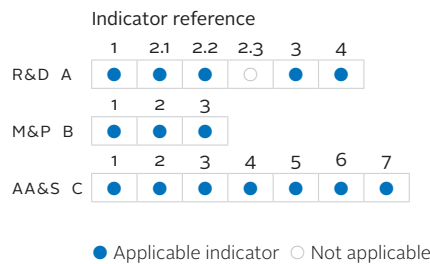 Indicator reference
1 2.1 2.2 2.3 3 4
R&D A
1 2 3
M&P B
1 2 3 4 5 6 7
AA&S C
Applicable indicator Not applicable